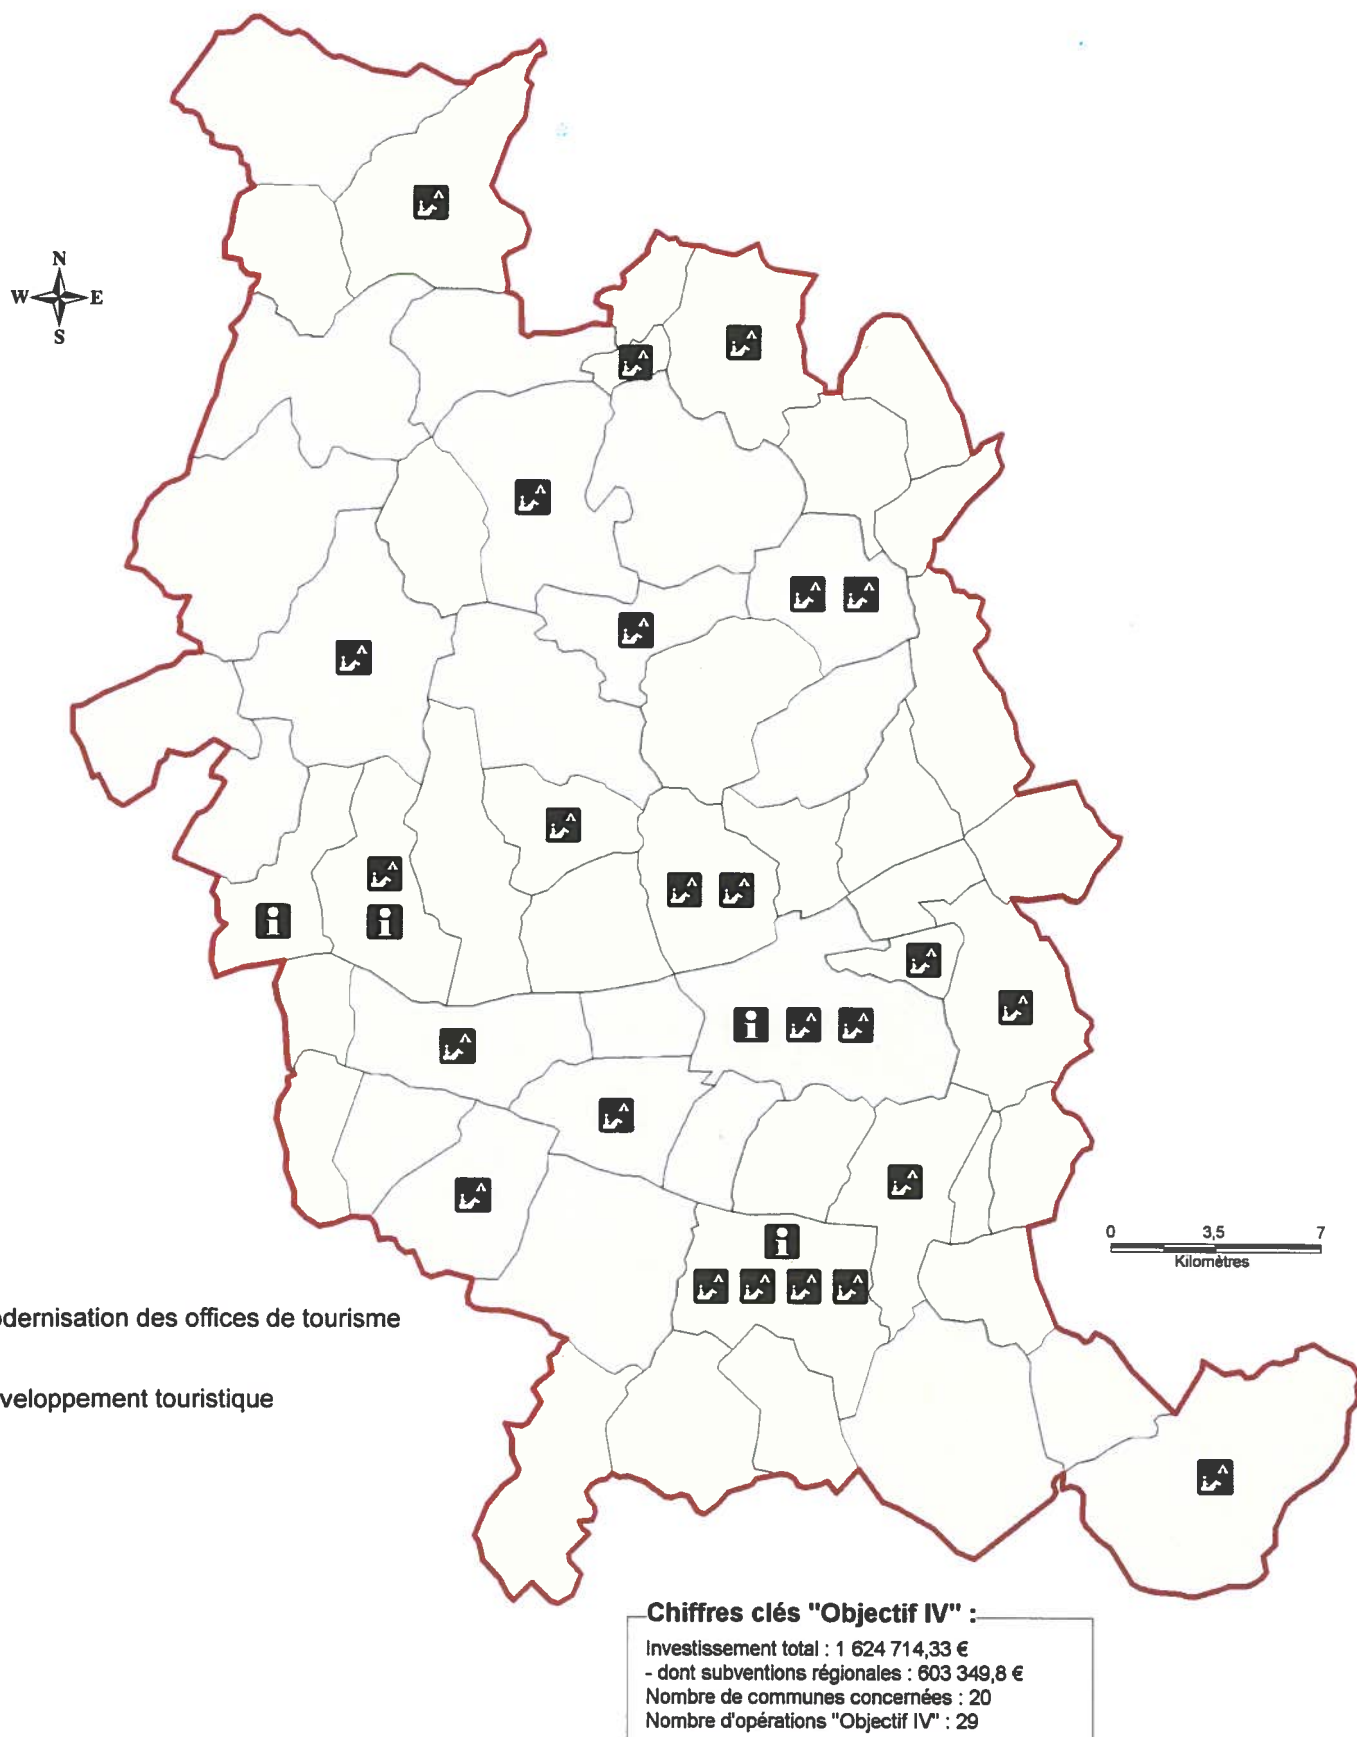 N
W E
S
0 3,5 7
Kilomètres
odernisation des offices de tourisme
veloppement touristique
Chiffres clés "Objectif IV" :
Investissement total : 1 624 714,33 €
- dont subventions régionales : 603 349,8 €
Nombre de communes concernées : 20
Nombre d'opérations "Objectif IV" : 29